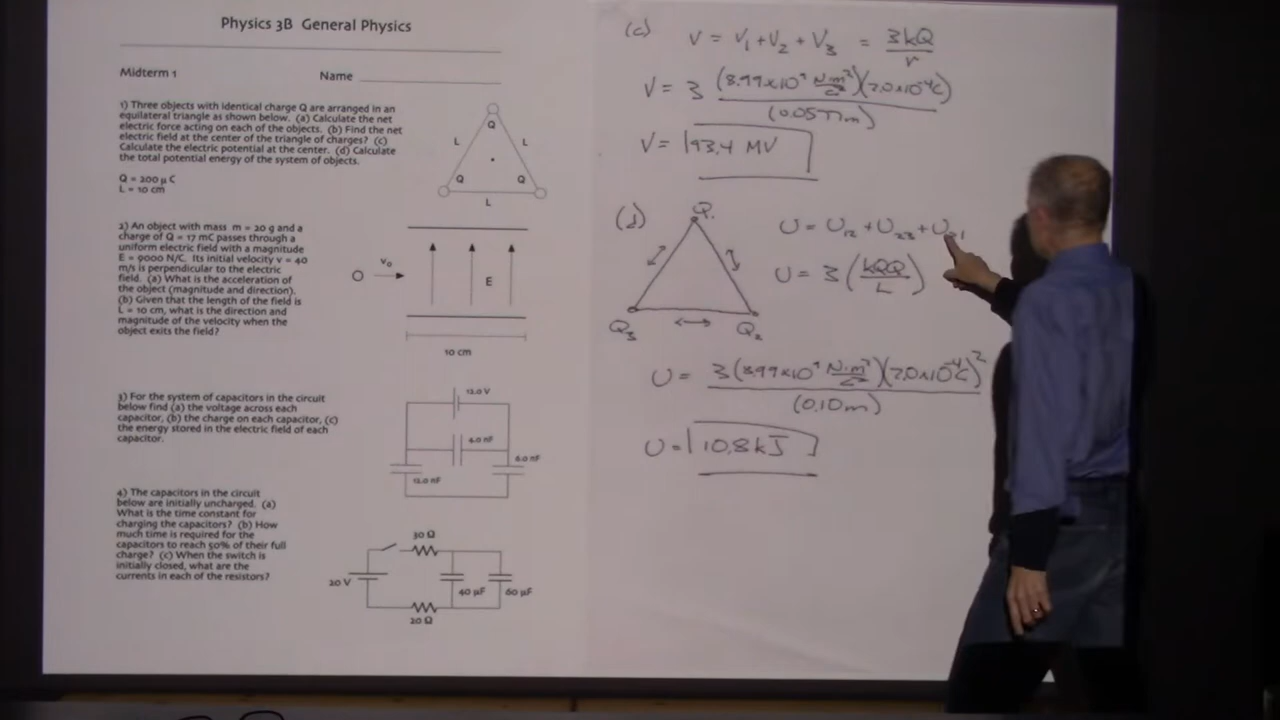 Physics 3B General Physics
Midterm 1 Name
1) Three objects with identical charge Q are arranged in an
equilateral triangle as shown below. (a) Calculate the net
electric force acting on each of the objects. (b) Find the net
electric field at the center of the triangle of charges? (c)
Calculate the electric potential at the center. (d) Calculate
the total potential energy of the system of objects.
Q = 200 μ C
L = 10 cm
Q
L L
Q Q
L
2) An object with mass m = 20 g and a
charge of Q = 17 mC passes through a
uniform electric field with a magnitude
E = 9000 N/C. Its initial velocity v = 40
m/s is perpendicular to the electric
field. (a) What is the acceleration of
the object (magnitude and direction).
(b) Given that the length of the field is
L = 10 cm, what is the direction and
magnitude of the velocity when the
object exits the field?
v₀
E
10 cm
3) For the system of capacitors in the circuit
below find (a) the voltage across each
capacitor, (b) the charge on each capacitor, (c)
the energy stored in the electric field of each
capacitor.
12.0 V
4.0 nF
6.0 nF
12.0 nF
4) The capacitors in the circuit
below are initially uncharged. (a)
What is the time constant for
charging the capacitors? (b) How
much time is required for the
capacitors to reach 50% of their full
charge? (c) When the switch is
initially closed, what are the
currents in each of the resistors?
30 Ω
20 V
40 μF 60 μF
20 Ω
(c) V = V₁ + V₂ + V₃ = 3kQ / r
V = 3 (8.99 x 10⁹ N·m²/C²)(2.0 x 10⁻⁴ C) / (0.0577m)
V = 93.4 MV
(d) Q₁
U = U₁₂ + U₂₃ + U₃₁
U = 3 (kQQ / L)
Q₃ Q₂
U = 3(8.99 x 10⁹ N·m²/C²)(2.0 x 10⁻⁴ C)² / (0.10m)
U = 10.8 kJ